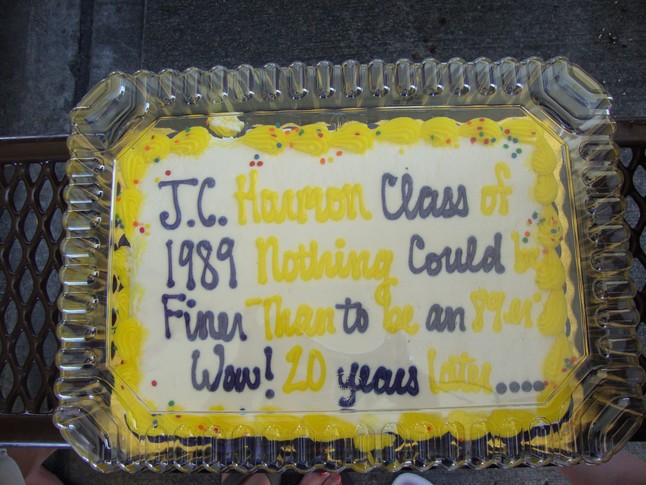 J.C. Harmon Class of
1989 Nothing Could be
Finer Than to be an 89er
Wow! 20 years later.....